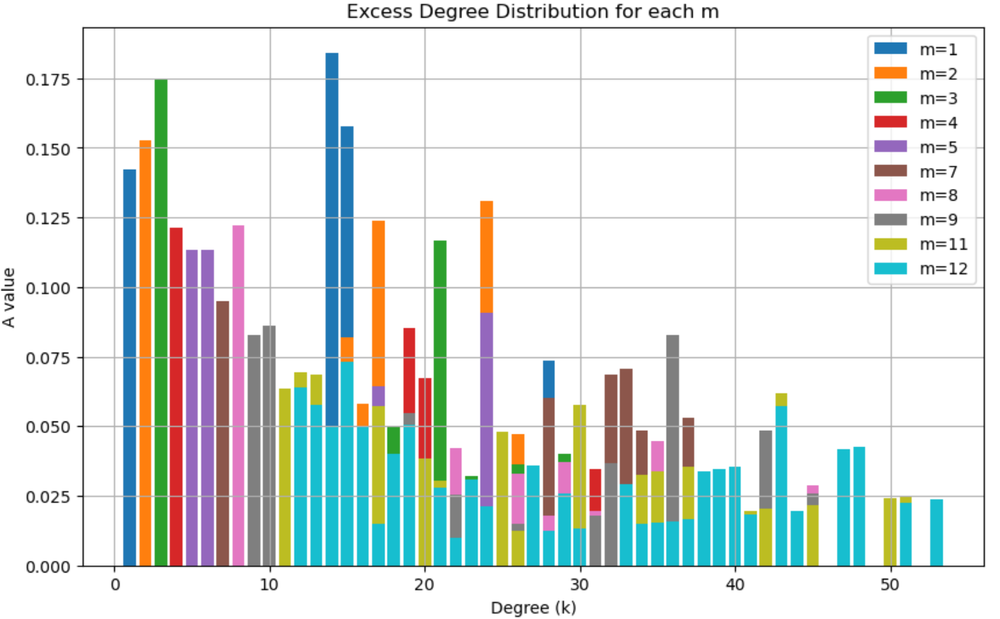 Excess Degree Distribution for each m
m=1
m=2
m=3
m=4
m=5
m=7
m=8
m=9
m=11
m=12
A value
0.175
0.150
0.125
0.100
0.075
0.050
0.025
0.000
0 10 20 30 40 50
Degree (k)